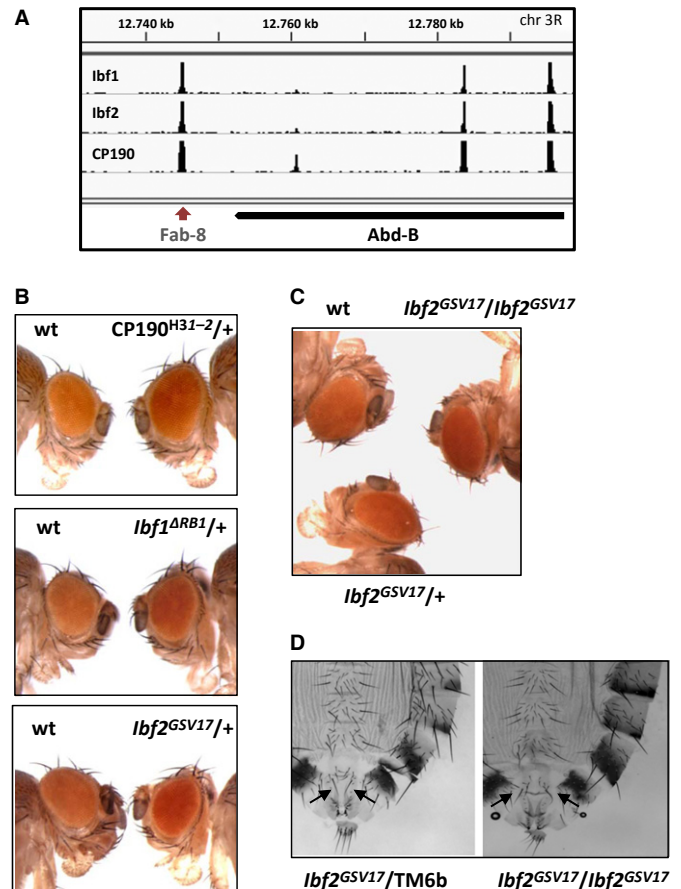 A
12.740 kb 12.760 kb 12.780 kb chr 3R
Ibf1
Ibf2
CP190
Fab-8 Abd-B
B
wt CP190H31–2/+
wt Ibf1ΔRB1/+
wt Ibf2GSV17/+
C
wt Ibf2GSV17/Ibf2GSV17
Ibf2GSV17/+
D
Ibf2GSV17/TM6b Ibf2GSV17/Ibf2GSV17